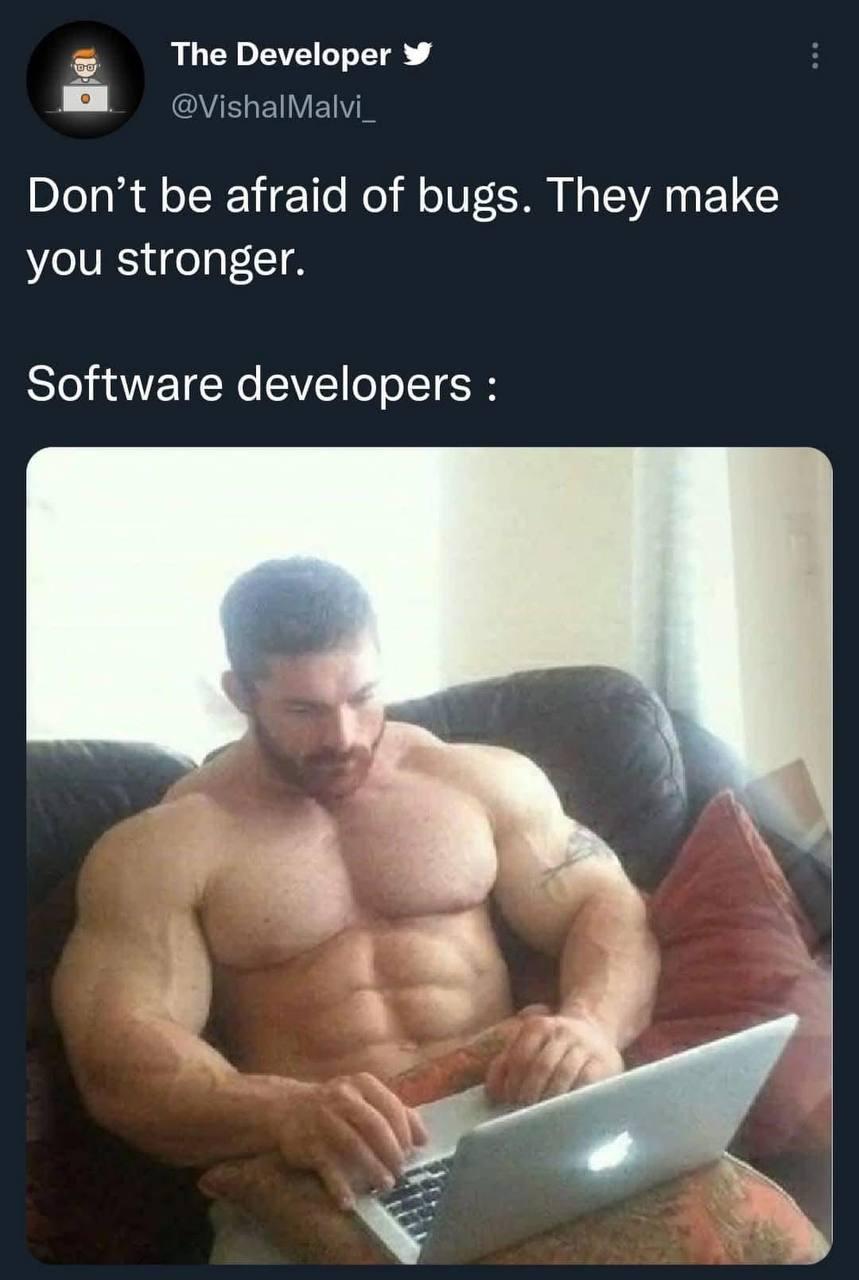 The Developer
@VishalMalvi_
Don’t be afraid of bugs. They make
you stronger.
Software developers :